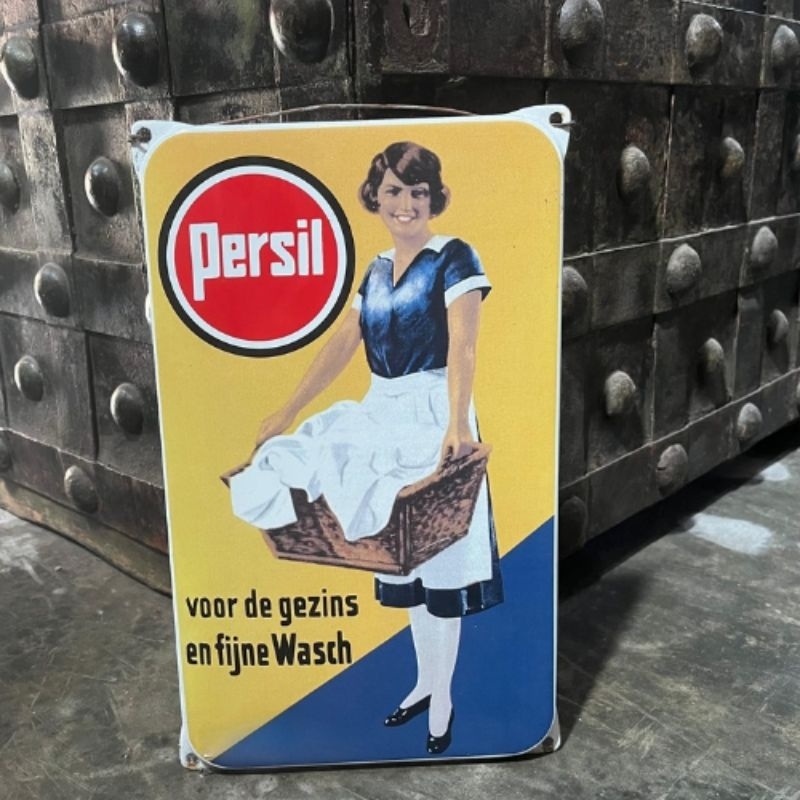 Persil
voor de gezins
en fijne Wasch